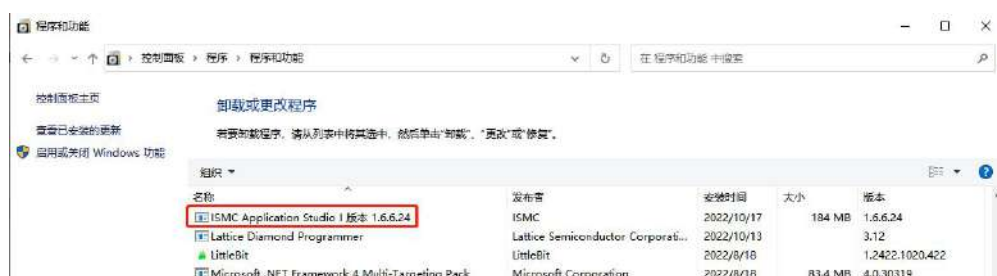 程序和功能
控制面板 › 程序 › 程序和功能
在 程序和功能 中搜索
控制面板主页
卸载或更改程序
查看已安装的更新
若要卸载程序，请从列表中将其选中，然后单击“卸载”、“更改”或“修复”。
启用或关闭 Windows 功能
组织
名称 发布者 安装时间 大小 版本
ISMC Application Studio I 版本 1.6.6.24 ISMC 2022/10/17 184 MB 1.6.6.24
Lattice Diamond Programmer Lattice Semiconductor Corporati... 2022/10/13 3.12
LittleBit LittleBit 2022/8/18 1.2422.1020.422
Microsoft .NET Framework 4 Multi-Targeting Pack Microsoft Corporation 2022/8/18 83.4 MB 4.0.30319